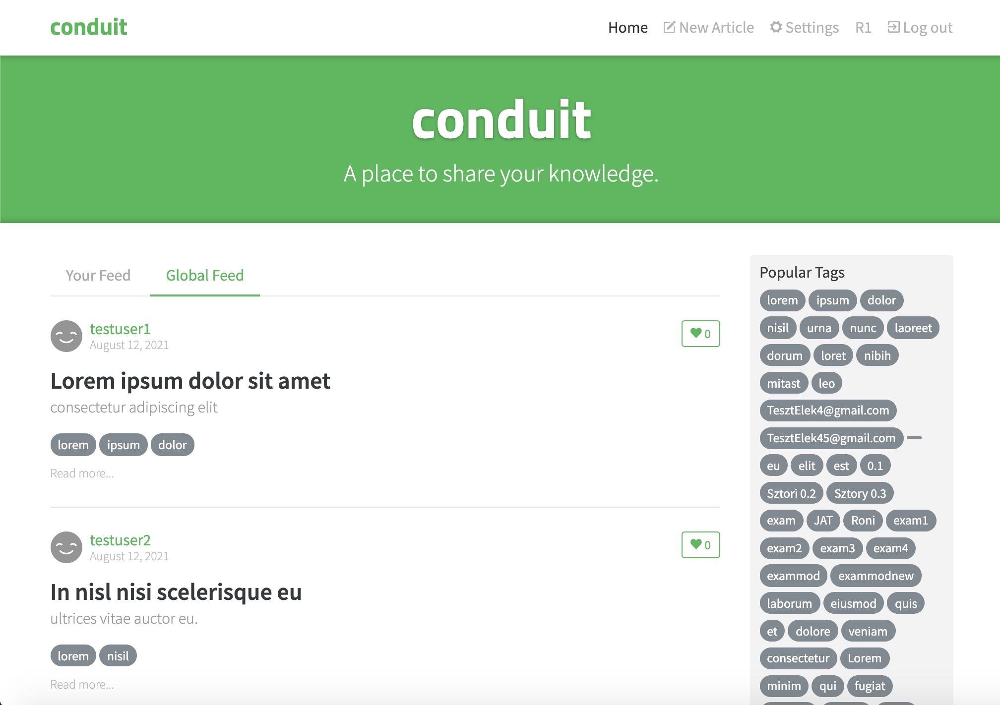 conduit
Home New Article Settings R1 Log out
conduit
A place to share your knowledge.
Your Feed Global Feed
testuser1
August 12, 2021
0
Lorem ipsum dolor sit amet
consectetur adipiscing elit
lorem ipsum dolor
Read more...
testuser2
August 12, 2021
0
In nisl nisi scelerisque eu
ultrices vitae auctor eu.
lorem nisil
Read more...
Popular Tags
lorem ipsum dolor
nisil urna nunc laoreet
dorum loret nibih
mitast leo
TesztElek4@gmail.com
TesztElek45@gmail.com
eu elit est 0.1
Sztori 0.2 Sztory 0.3
exam JAT Roni exam1
exam2 exam3 exam4
exammod exammodnew
laborum eiusmod quis
et dolore veniam
consectetur Lorem
minim qui fugiat